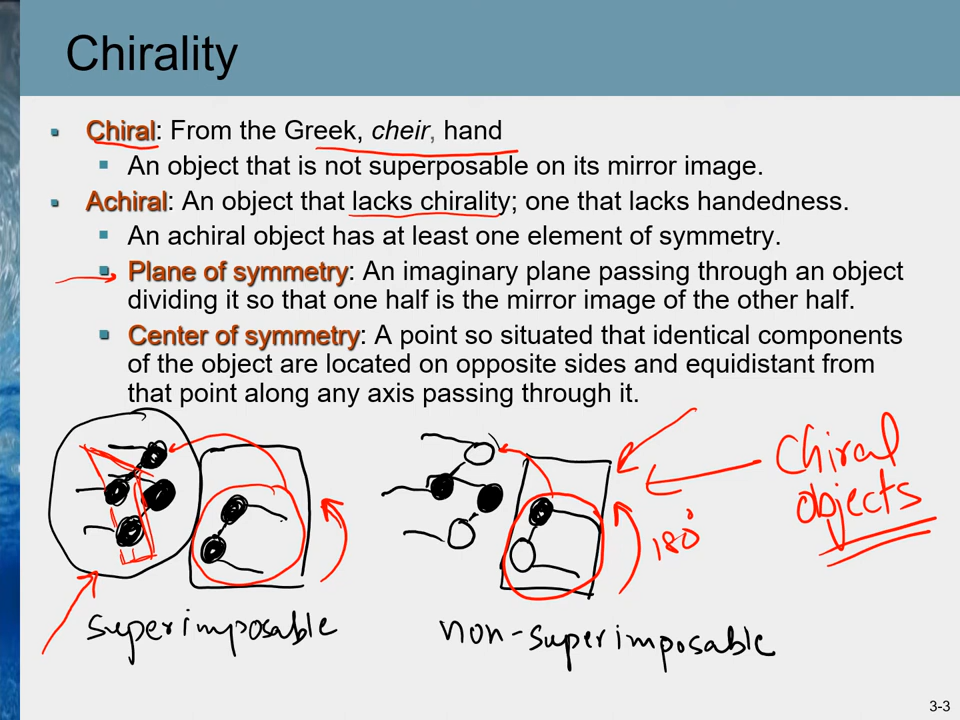 Chirality
▪ Chiral: From the Greek, cheir, hand
▪ An object that is not superposable on its mirror image.
▪ Achiral: An object that lacks chirality; one that lacks handedness.
▪ An achiral object has at least one element of symmetry.
▪ Plane of symmetry: An imaginary plane passing through an object
dividing it so that one half is the mirror image of the other half.
▪ Center of symmetry: A point so situated that identical components
of the object are located on opposite sides and equidistant from
that point along any axis passing through it.
Chiral
objects
180°
superimposable
non-superimposable
3-3